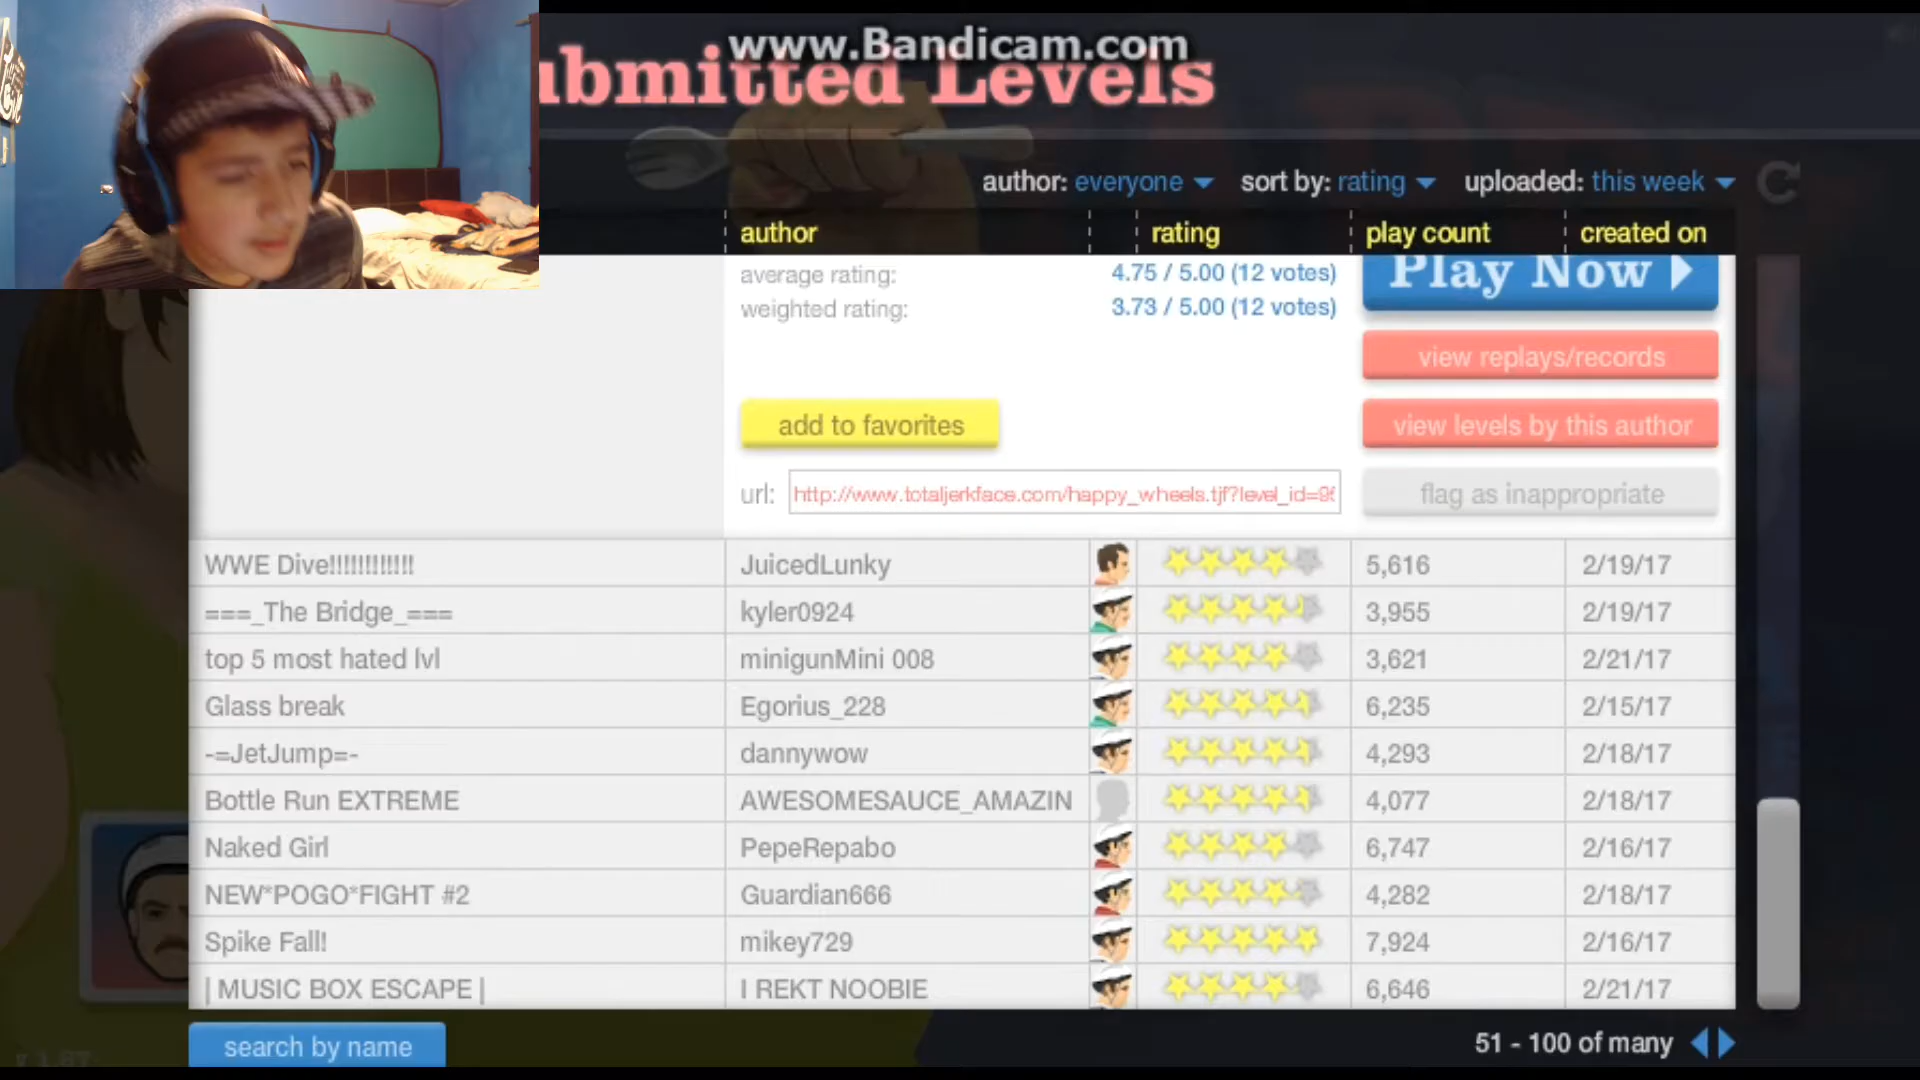 www.Bandicam.com
ubmitted Levels
author: everyone sort by: rating uploaded: this week
author rating play count created on
average rating: 4.75 / 5.00 (12 votes)
weighted rating: 3.73 / 5.00 (12 votes)
Play Now
view replays/records
add to favorites
view levels by this author
url: http://www.totaljerkface.com/happy_wheels.tjf?level_id=9
flag as inappropriate
WWE Dive!!!!!!!!!!!! JuicedLunky 5,616 2/19/17
===_The Bridge_=== kyler0924 3,955 2/19/17
top 5 most hated lvl minigunMini 008 3,621 2/21/17
Glass break Egorius_228 6,235 2/15/17
-=JetJump=- dannywow 4,293 2/18/17
Bottle Run EXTREME AWESOMESAUCE_AMAZIN 4,077 2/18/17
Naked Girl PepeRepabo 6,747 2/16/17
NEW*POGO*FIGHT #2 Guardian666 4,282 2/18/17
Spike Fall! mikey729 7,924 2/16/17
| MUSIC BOX ESCAPE | I REKT NOOBIE 6,646 2/21/17
search by name
51 - 100 of many